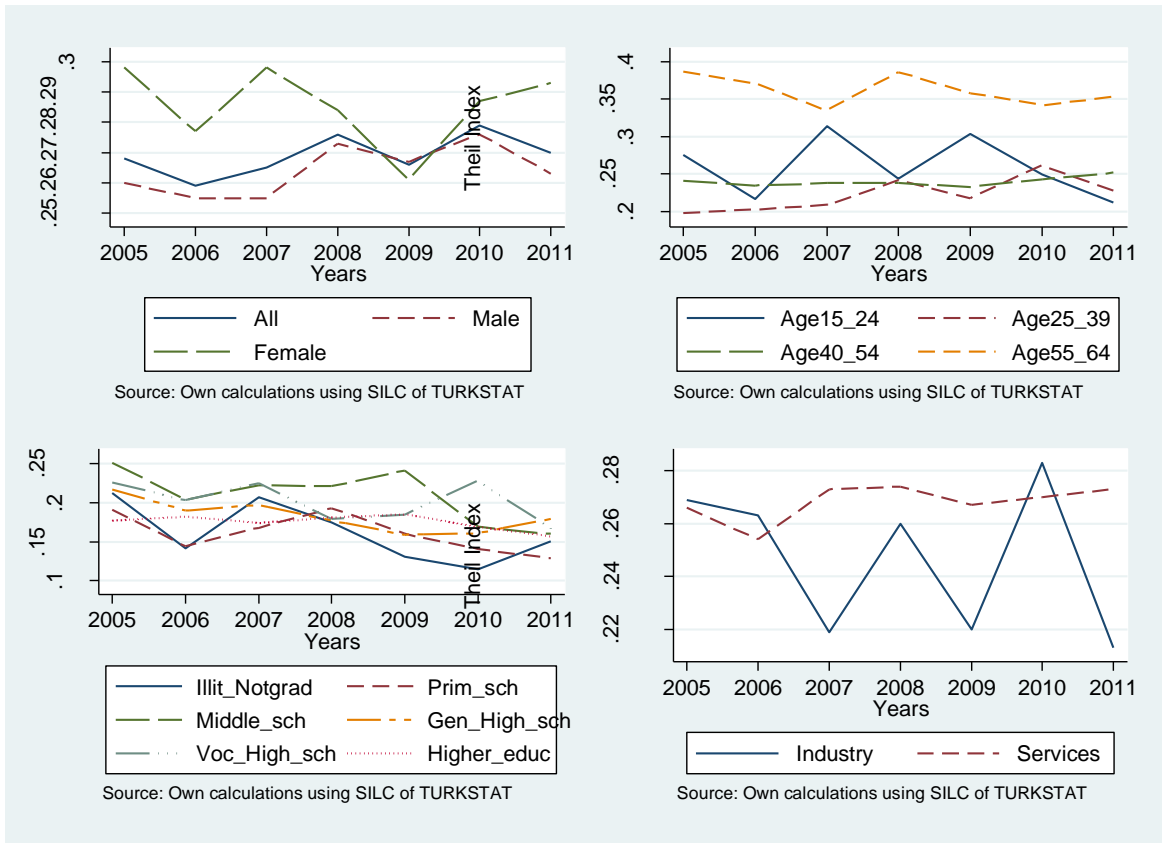 .3
.25.26.27.28.29
2005 2006 2007 2008 2009 2010 2011
Years
Theil Index
All Male
Female
Source: Own calculations using SILC of TURKSTAT
.4
.35
.3
.25
.2
2005 2006 2007 2008 2009 2010 2011
Years
Age15_24 Age25_39
Age40_54 Age55_64
Source: Own calculations using SILC of TURKSTAT
.25
.2
.15
.1
2005 2006 2007 2008 2009 2010 2011
Years
Theil Index
Illit_Notgrad Prim_sch
Middle_sch Gen_High_sch
Voc_High_sch Higher_educ
Source: Own calculations using SILC of TURKSTAT
.28
.26
.24
.22
2005 2006 2007 2008 2009 2010 2011
Years
Industry Services
Source: Own calculations using SILC of TURKSTAT